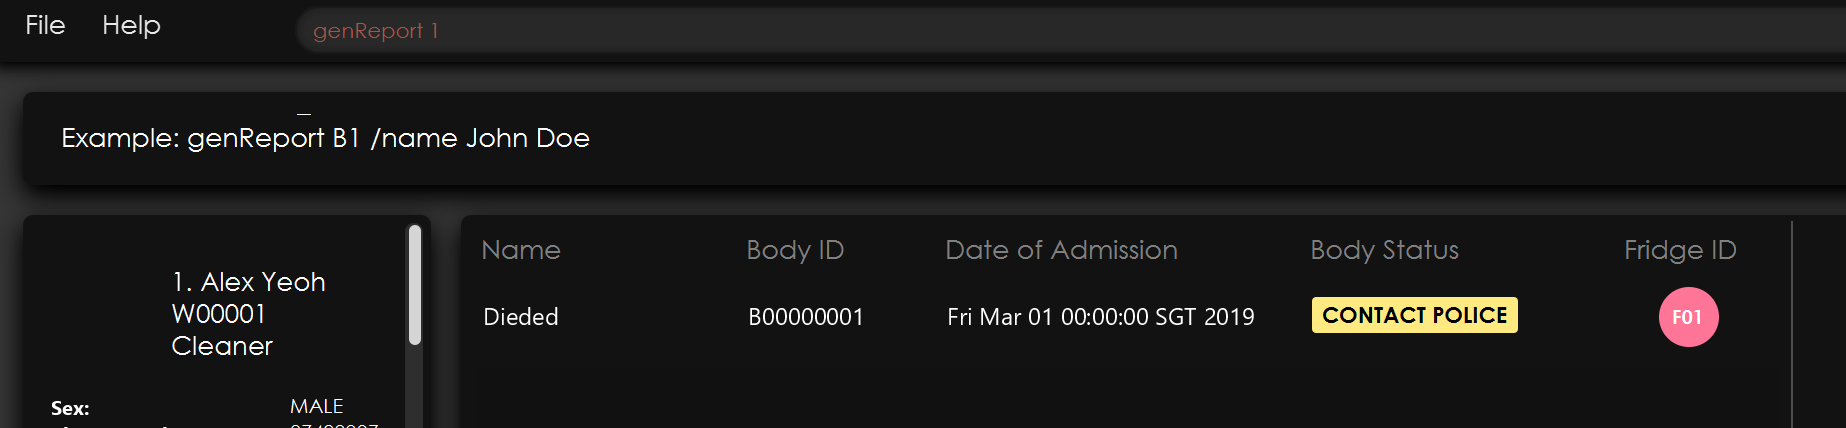 File Help genReport 1
Example: genReport B1 /name John Doe
1. Alex Yeoh
W00001
Cleaner
Sex: MALE
Name Body ID Date of Admission Body Status Fridge ID
Dieded B00000001 Fri Mar 01 00:00:00 SGT 2019 CONTACT POLICE F01